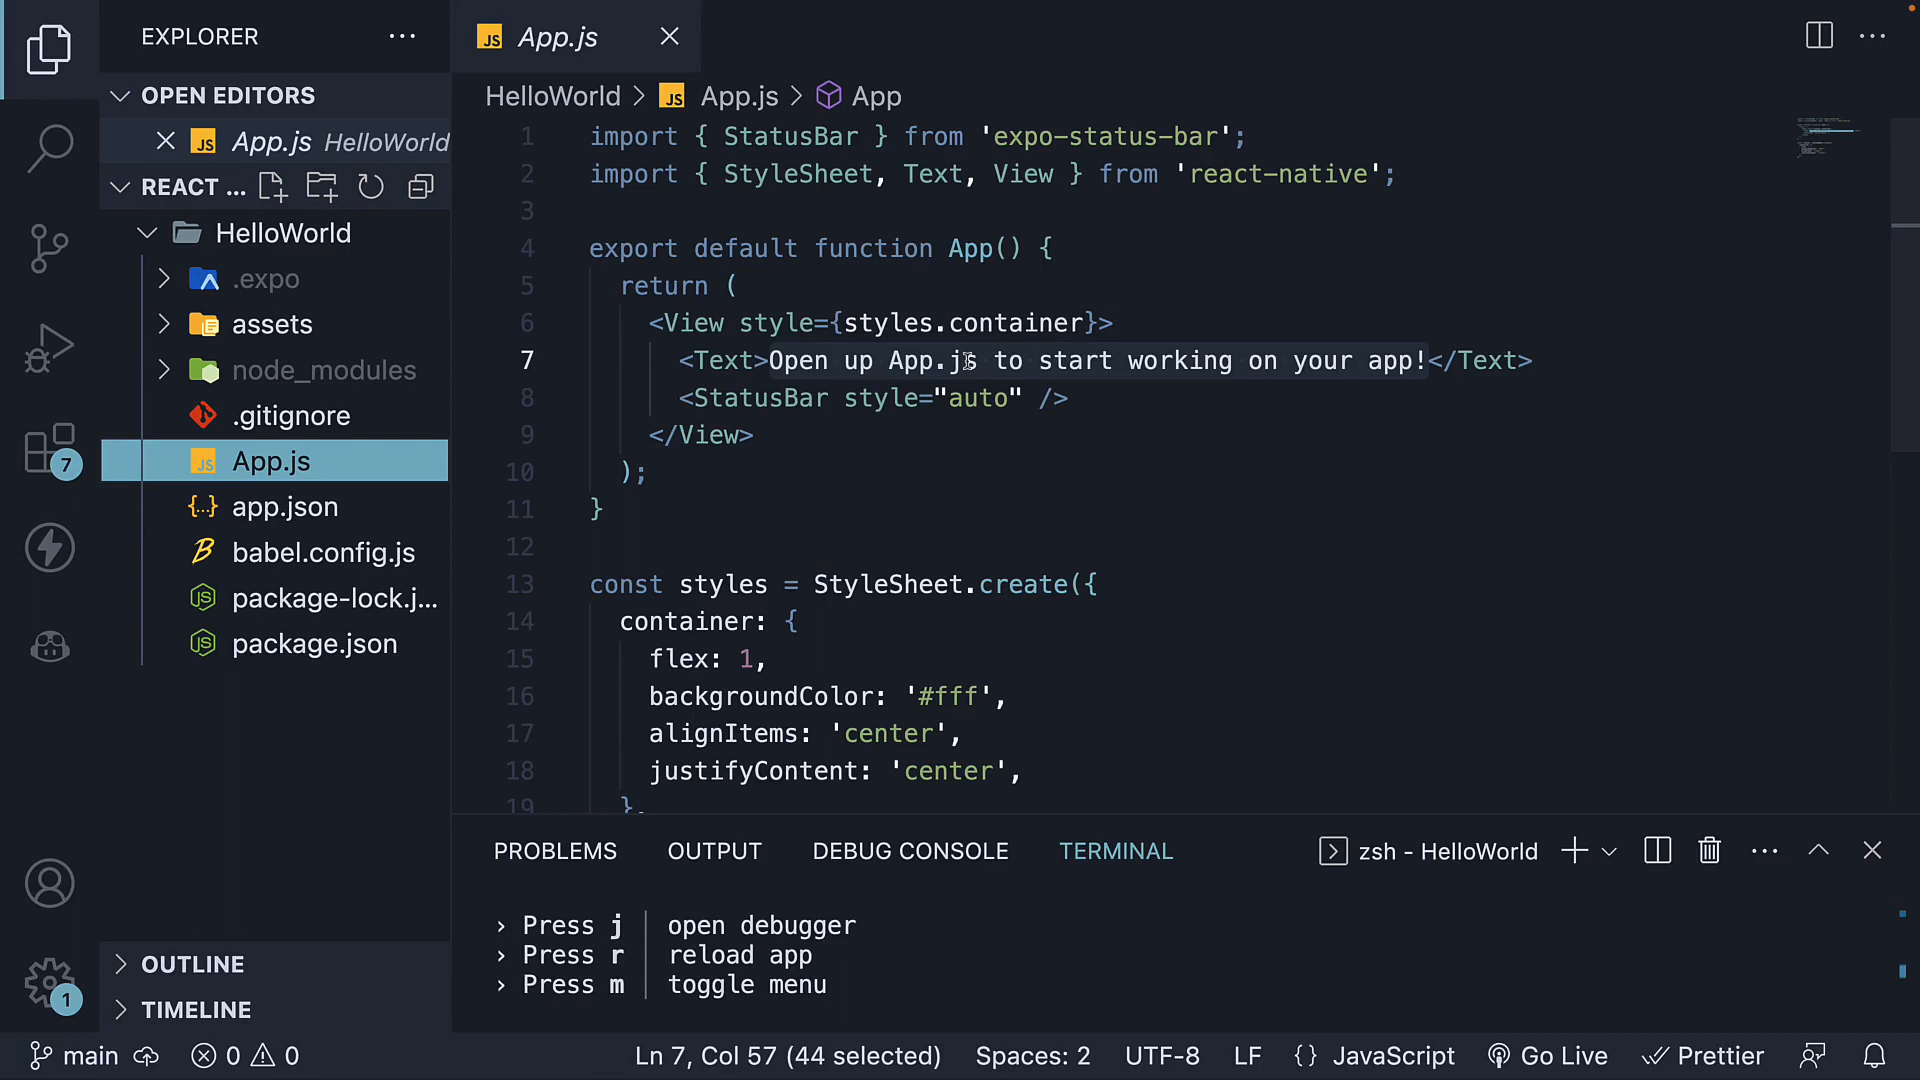 EXPLORER
OPEN EDITORS
JS App.js HelloWorld
REACT ...
HelloWorld
.expo
assets
node_modules
.gitignore
JS App.js
{...} app.json
babel.config.js
package-lock.j...
package.json
7
1
OUTLINE
TIMELINE
JS App.js
HelloWorld > JS App.js > App
1 import { StatusBar } from 'expo-status-bar';
2 import { StyleSheet, Text, View } from 'react-native';
3
4 export default function App() {
5 return (
6 <View style={styles.container}>
7 <Text>Open up App.js to start working on your app!</Text>
8 <StatusBar style="auto" />
9 </View>
10 );
11 }
12
13 const styles = StyleSheet.create({
14 container: {
15 flex: 1,
16 backgroundColor: '#fff',
17 alignItems: 'center',
18 justifyContent: 'center',
19 },
PROBLEMS OUTPUT DEBUG CONSOLE TERMINAL zsh - HelloWorld
› Press j │ open debugger
› Press r │ reload app
› Press m │ toggle menu
main 0 0 Ln 7, Col 57 (44 selected) Spaces: 2 UTF-8 LF {} JavaScript Go Live Prettier